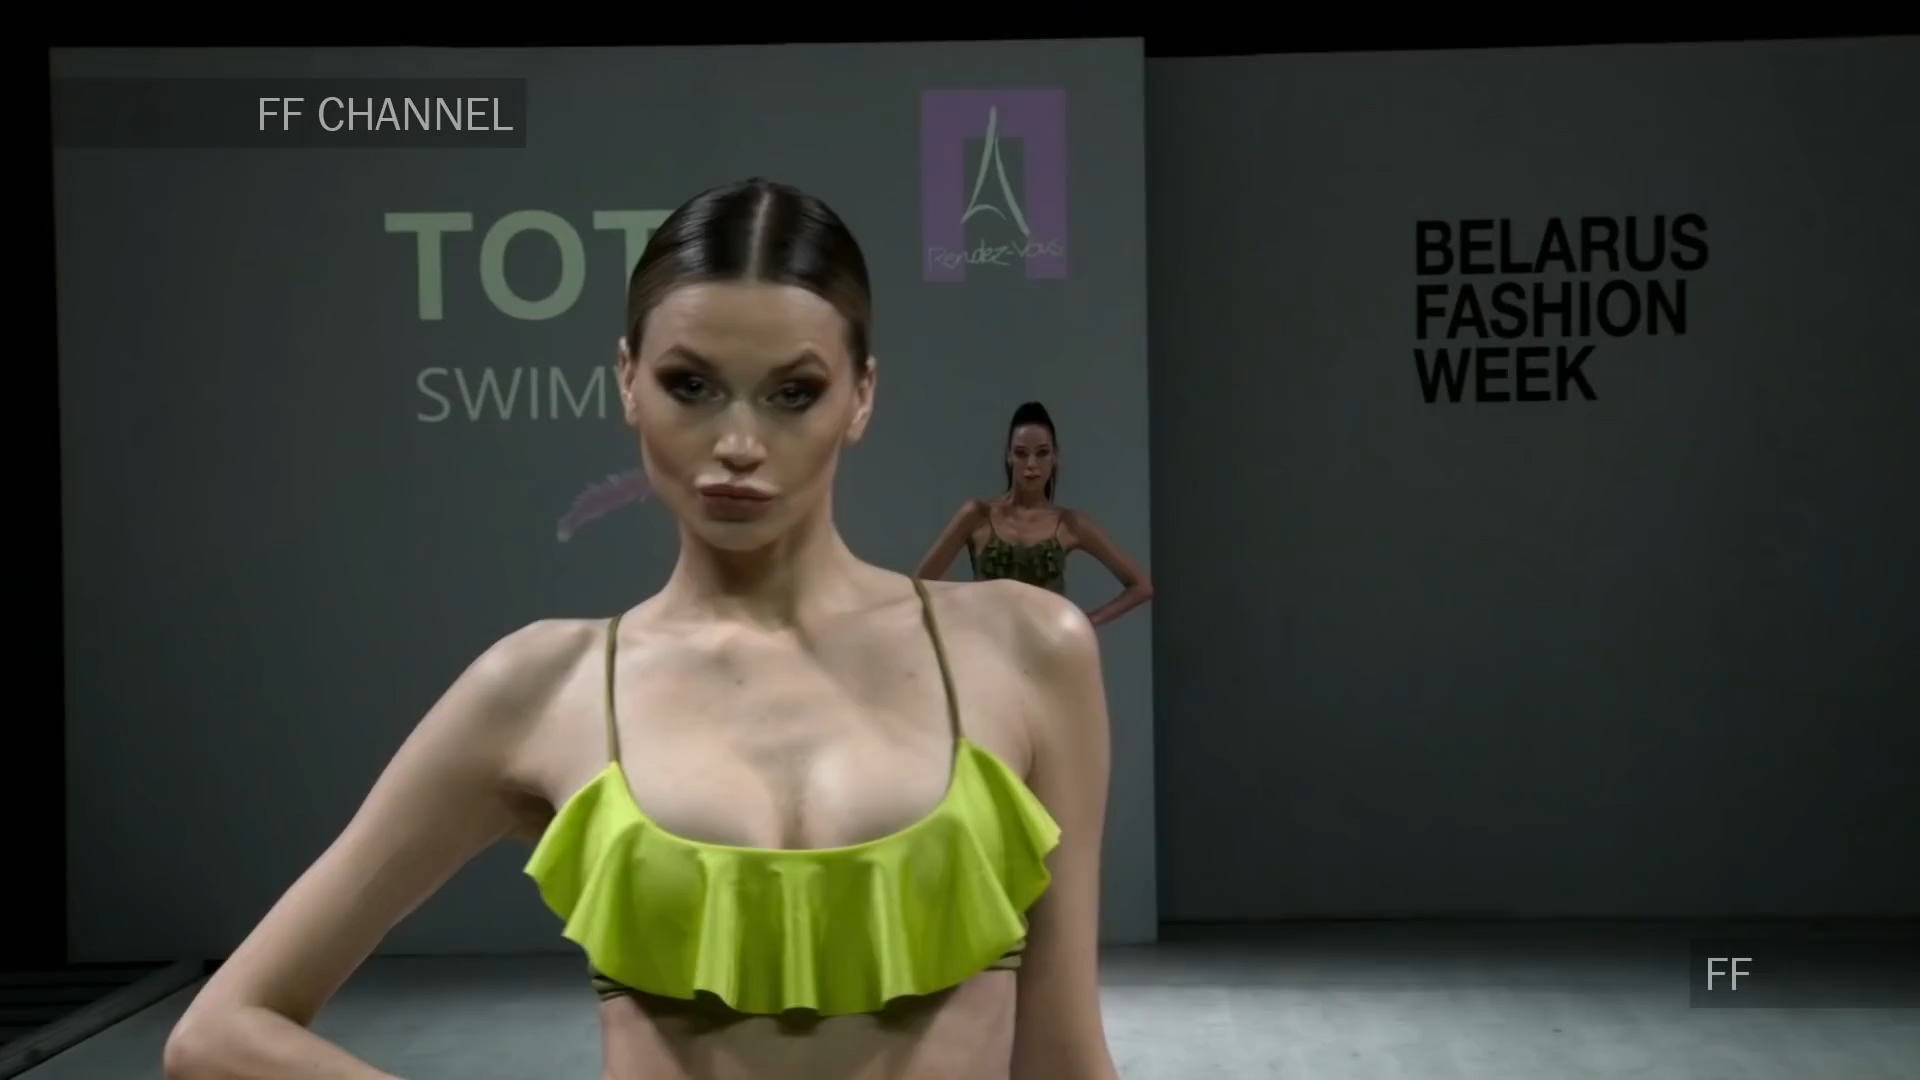 FF CHANNEL
TOT
SWIM
Rendez-Vous
BELARUS
FASHION
WEEK
FF